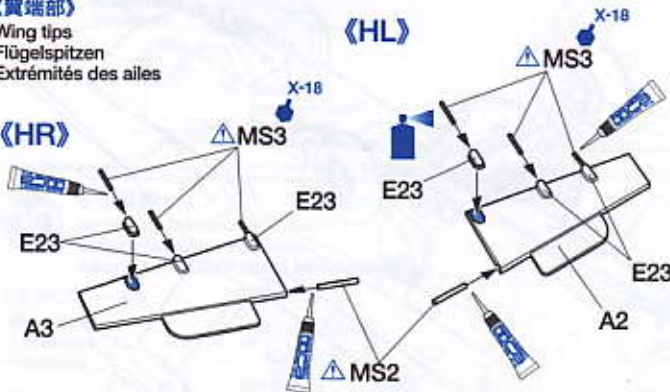 《翼端部》
Wing tips
Flügelspitzen
Extrémités des ailes
《HR》
X-18
⚠MS3
E23
E23
A3
⚠MS2
《HL》
X-18
⚠MS3
E23
E23
A2